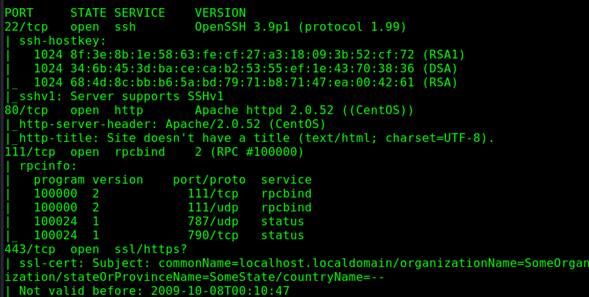 PORT     STATE SERVICE    VERSION
22/tcp   open  ssh        OpenSSH 3.9p1 (protocol 1.99)
| ssh-hostkey:
|   1024 8f:3e:8b:1e:58:63:fe:cf:27:a3:18:09:3b:52:cf:72 (RSA1)
|   1024 34:6b:45:3d:ba:ce:ca:b2:53:55:ef:1e:43:70:38:36 (DSA)
|_  1024 68:4d:8c:bb:b6:5a:bd:79:71:b8:71:47:ea:00:42:61 (RSA)
|_sshv1: Server supports SSHv1
80/tcp   open  http       Apache httpd 2.0.52 ((CentOS))
|_http-server-header: Apache/2.0.52 (CentOS)
|_http-title: Site doesn't have a title (text/html; charset=UTF-8).
111/tcp  open  rpcbind    2 (RPC #100000)
| rpcinfo:
|   program version   port/proto  service
|   100000  2            111/tcp  rpcbind
|   100000  2            111/udp  rpcbind
|   100024  1            787/udp  status
|_  100024  1            790/tcp  status
443/tcp  open  ssl/https?
| ssl-cert: Subject: commonName=localhost.localdomain/organizationName=SomeOrgan
ization/stateOrProvinceName=SomeState/countryName=--
| Not valid before: 2009-10-08T00:10:47